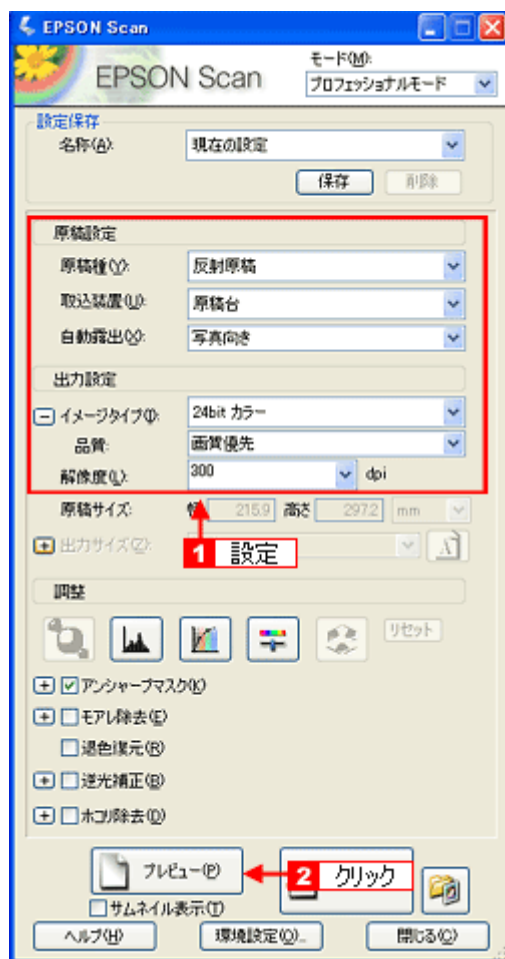 EPSON Scan
EPSON Scan
モード(M):
プロフェッショナルモード
設定保存
名称(A): 現在の設定
保存 削除
原稿設定
原稿種(Y): 反射原稿
取込装置(U): 原稿台
自動露出(X): 写真向き
出力設定
イメージタイプ(I): 24bit カラー
品質: 画質優先
解像度(L): 300 dpi
原稿サイズ: 幅 215.9 高さ 297.2 mm
出力サイズ(Z):
1 設定
調整
リセット
アンシャープマスク(K)
モアレ除去(E)
退色復元(R)
逆光補正(B)
ホコリ除去(D)
プレビュー(P)
2 クリック
サムネイル表示(T)
ヘルプ(H) 環境設定(O)... 閉じる(C)